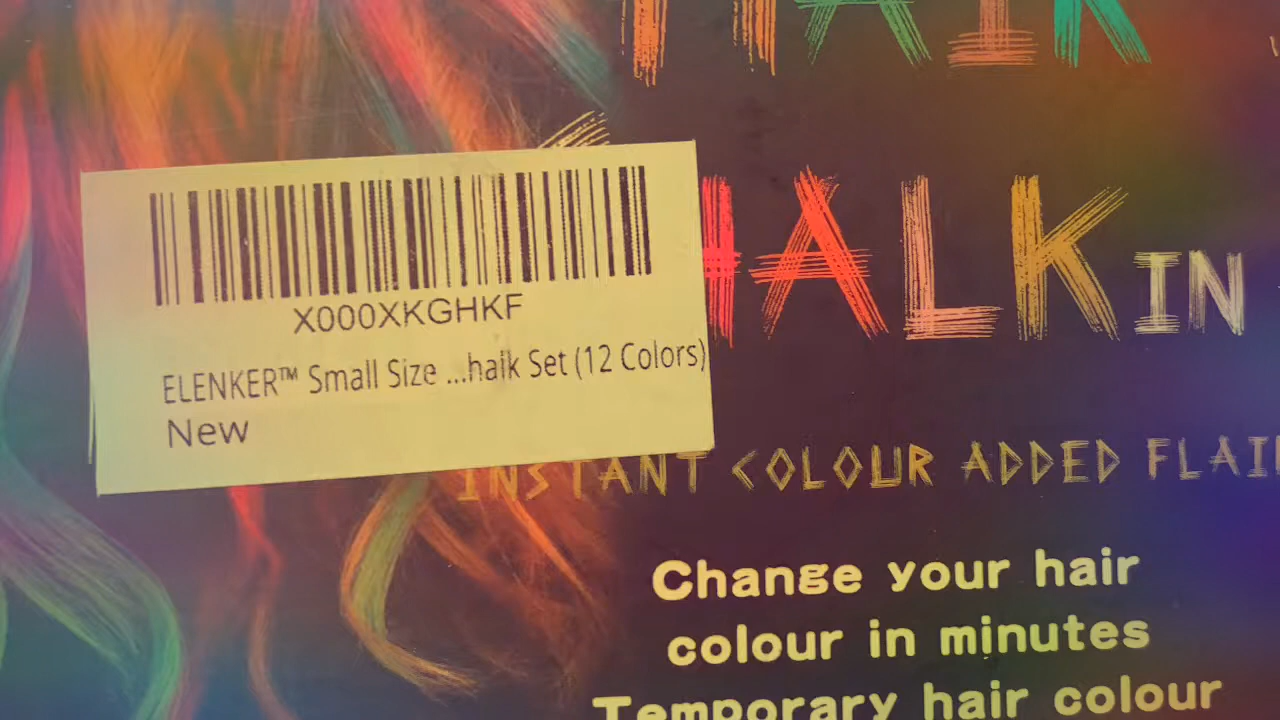 HAIR
HALK IN
X000XKGHKF
ELENKER™ Small Size ...halk Set (12 Colors)
New
INSTANT COLOUR ADDED FLAI
Change your hair
colour in minutes
Temporary hair colour